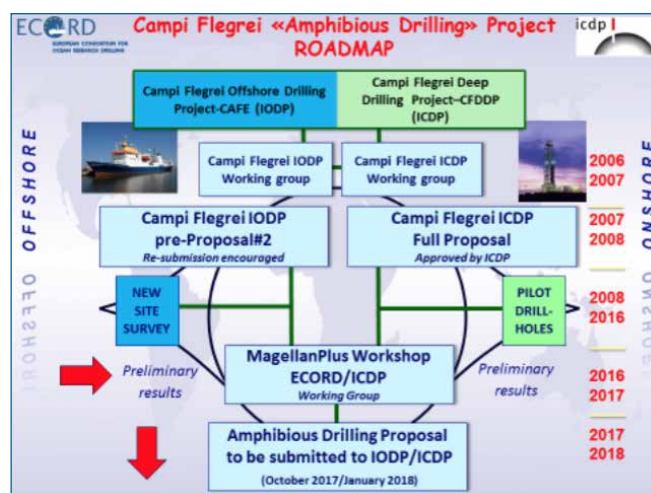 ECORD
EUROPEAN CONSORTIUM FOR
OCEAN RESEARCH DRILLING
Campi Flegrei «Amphibious Drilling» Project
ROADMAP
icdp
Campi Flegrei Offshore Drilling
Project-CAFE (IODP)
Campi Flegrei Deep
Drilling Project–CFDDP
(ICDP)
OFFSHORE
ONSHORE
Campi Flegrei IODP
Working group
Campi Flegrei ICDP
Working group
2006
2007
Campi Flegrei IODP
pre-Proposal#2
Re-submission encouraged
Campi Flegrei ICDP
Full Proposal
Approved by ICDP
2007
2008
NEW
SITE
SURVEY
PILOT
DRILL-
HOLES
2008
2016
Preliminary
results
MagellanPlus Workshop
ECORD/ICDP
Working Group
Preliminary
results
2016
2017
Amphibious Drilling Proposal
to be submitted to IODP/ICDP
(October 2017/January 2018)
2017
2018